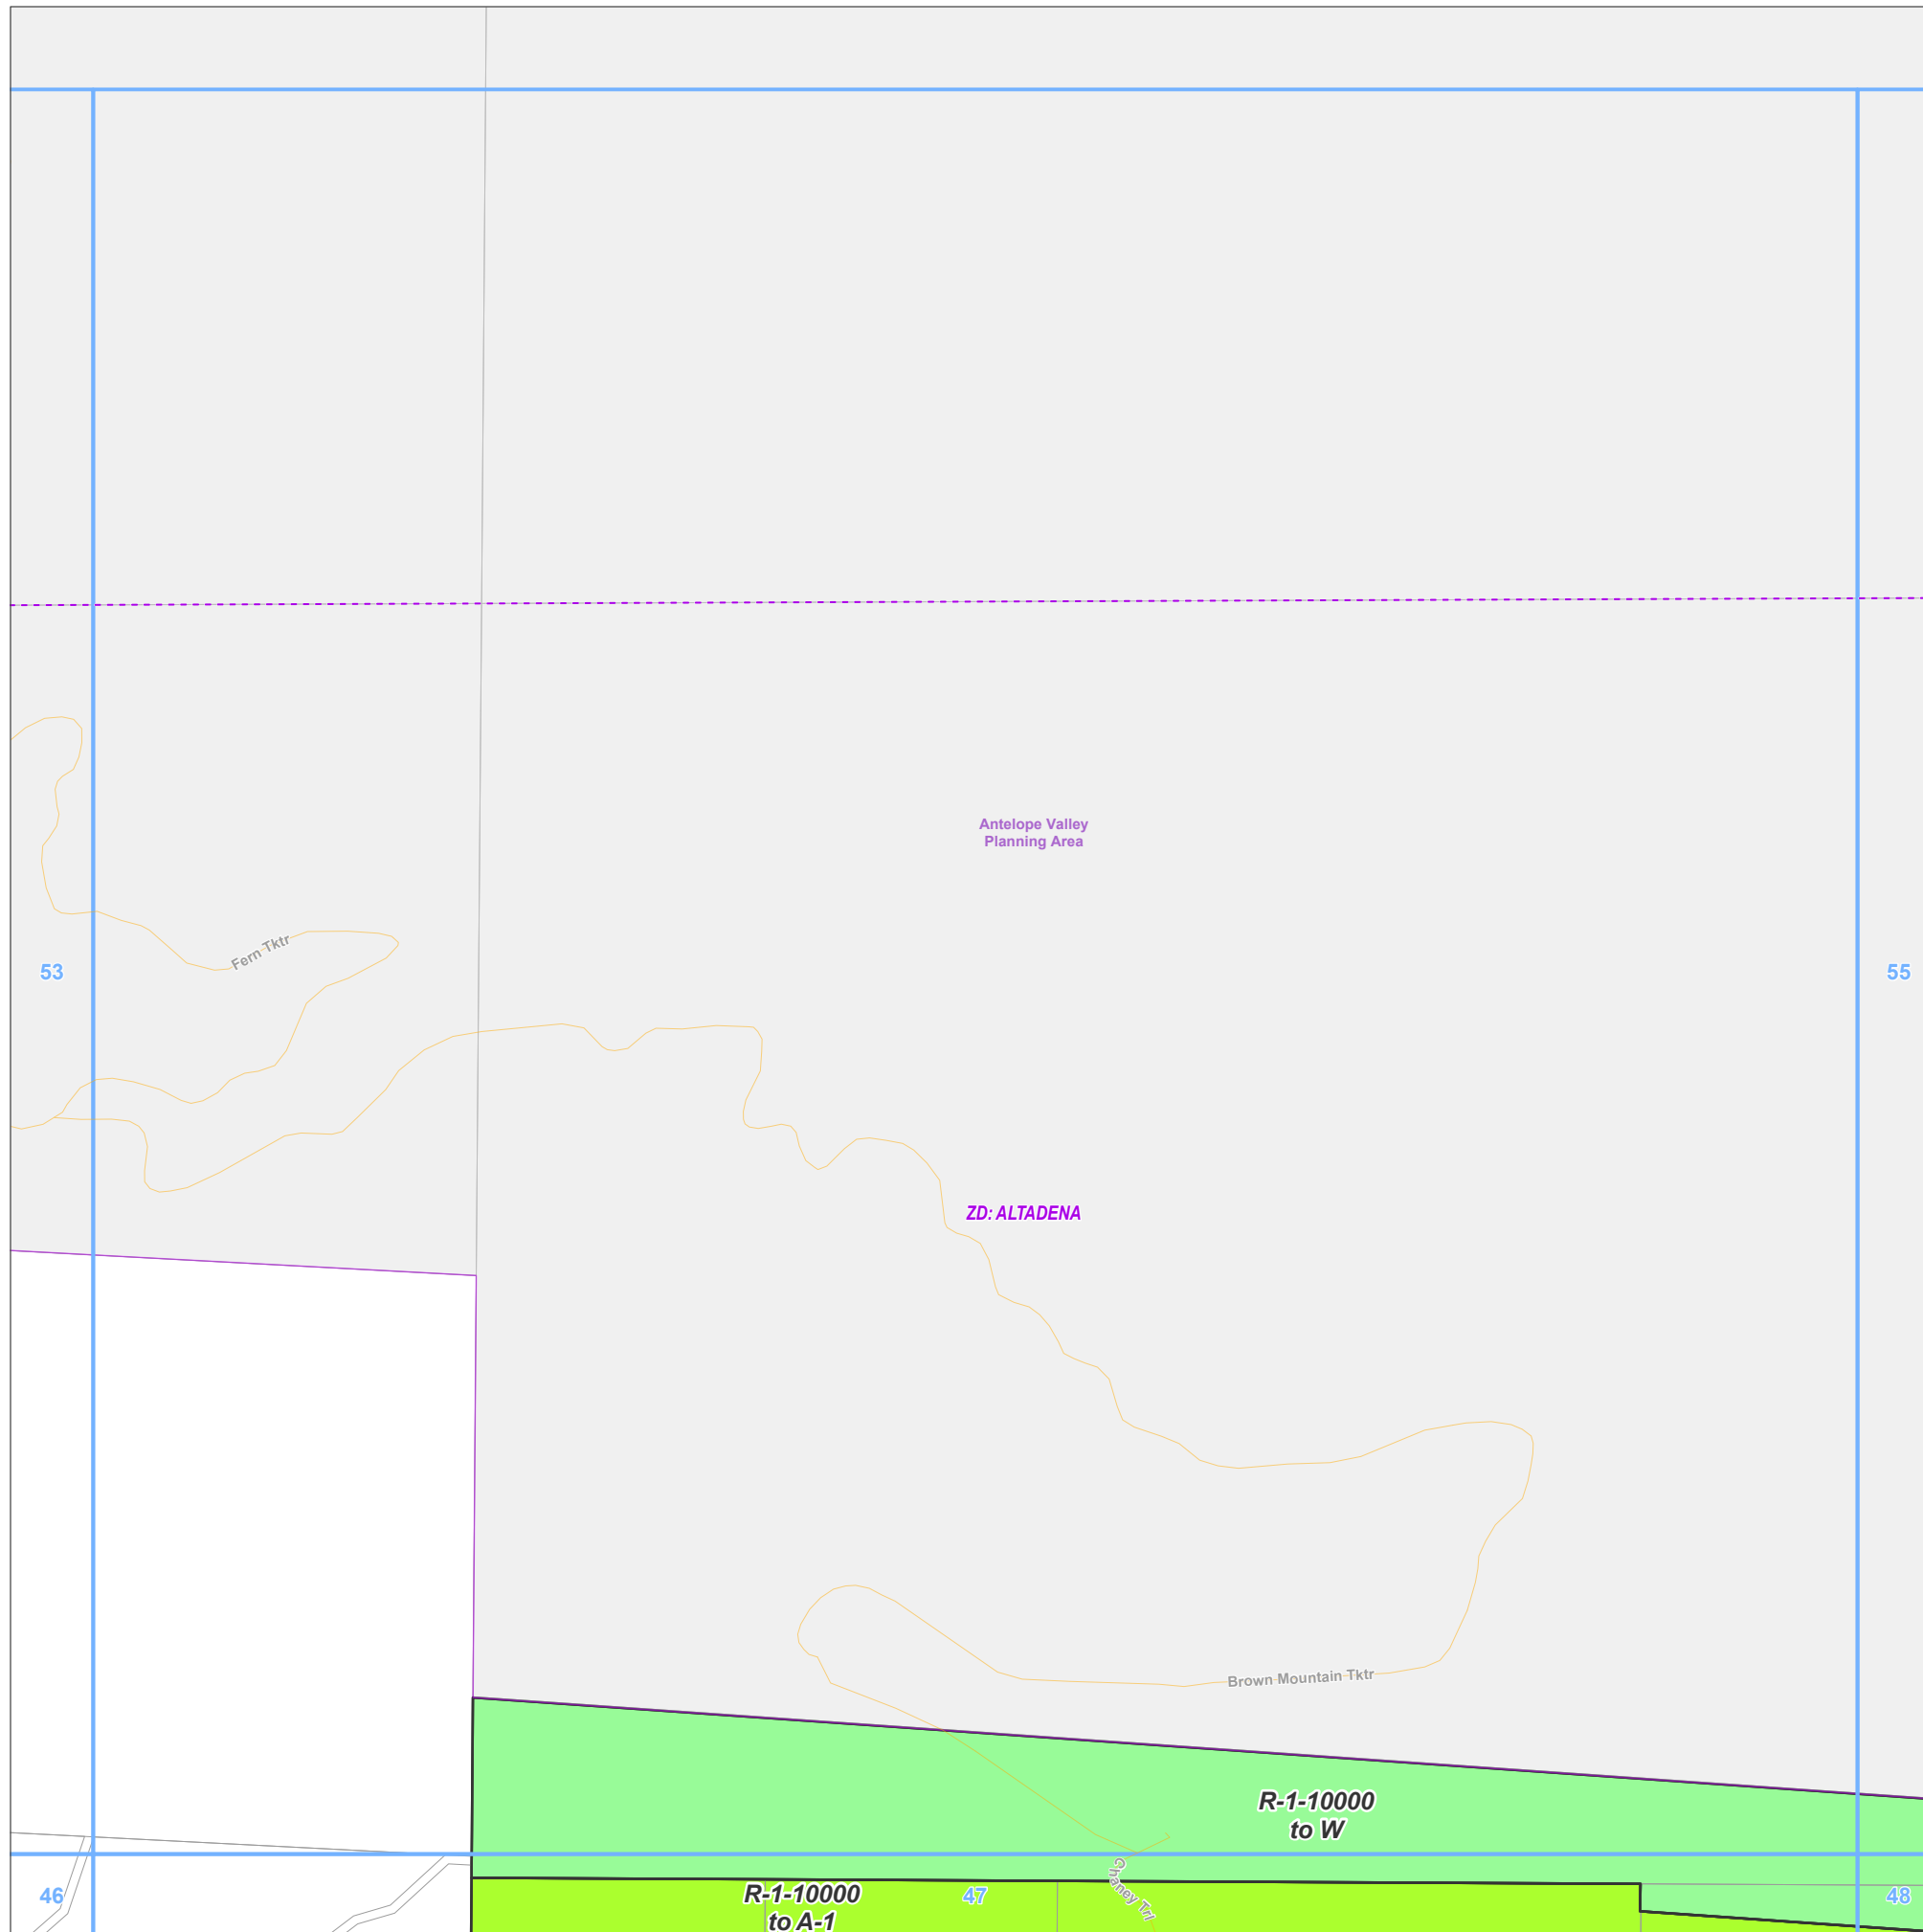 Antelope Valley
Planning Area
Fern Tktr
53
55
ZD: ALTADENA
Brown Mountain Tktr
R-1-10000
to W
Chaney Trl
46
R-1-10000
to A-1
47
48